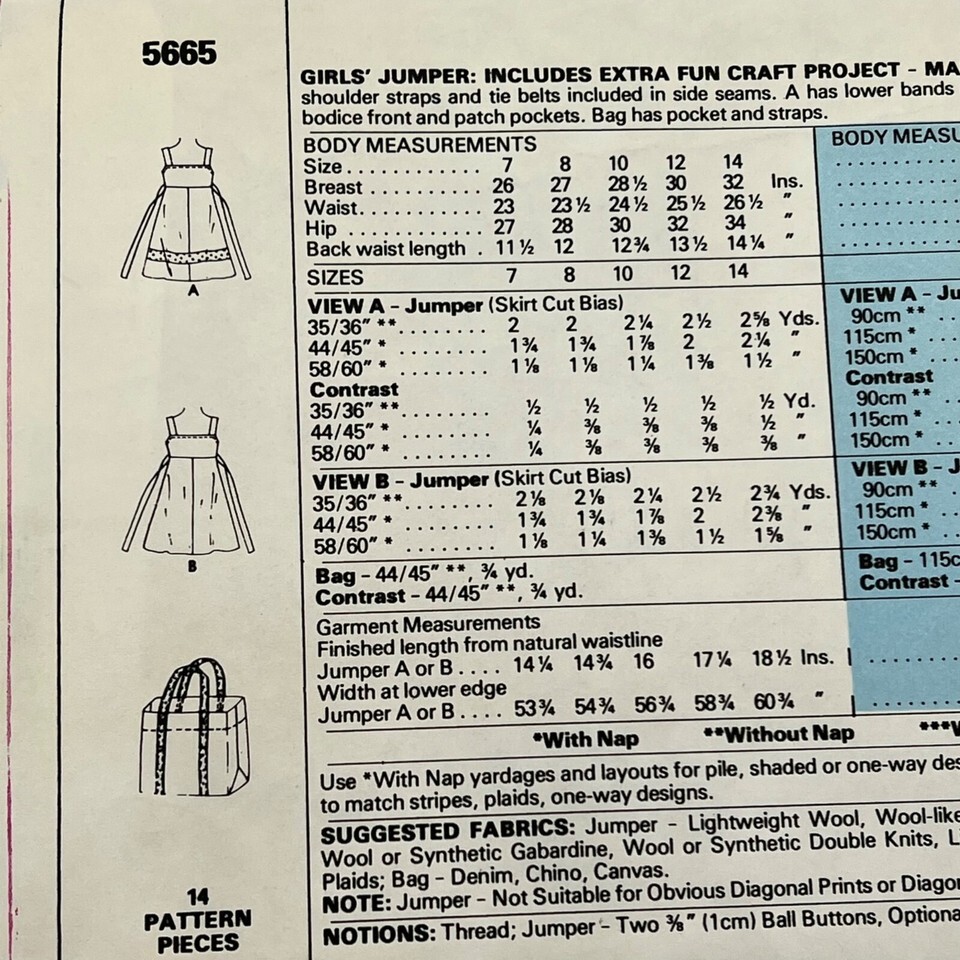 5665
A
B
14
PATTERN
PIECES
GIRLS' JUMPER: INCLUDES EXTRA FUN CRAFT PROJECT - MA
shoulder straps and tie belts included in side seams. A has lower bands
bodice front and patch pockets. Bag has pocket and straps.
BODY MEASUREMENTS
Size . . . . . . . . . . . . 7 8 10 12 14
Breast . . . . . . . . . . 26 27 28½ 30 32 Ins.
Waist. . . . . . . . . . . 23 23½ 24½ 25½ 26½ "
Hip . . . . . . . . . . . . 27 28 30 32 34 "
Back waist length . 11½ 12 12¾ 13½ 14¼ "
SIZES 7 8 10 12 14
VIEW A - Jumper (Skirt Cut Bias)
35/36" **. . . . . . . . 2 2 2¼ 2½ 2⅝ Yds.
44/45" * . . . . . . . . 1¾ 1¾ 1⅞ 2 2¼ "
58/60" * . . . . . . . . 1⅛ 1⅛ 1¼ 1⅜ 1½ "
Contrast
35/36" **. . . . . . . . ½ ½ ½ ½ ½ Yd.
44/45" * . . . . . . . . ¼ ⅜ ⅜ ⅜ ½ "
58/60" * . . . . . . . . ¼ ⅜ ⅜ ⅜ ⅜ "
VIEW B - Jumper (Skirt Cut Bias)
35/36" **. . . . . . . . 2⅛ 2⅛ 2¼ 2½ 2¾ Yds.
44/45" * . . . . . . . . 1¾ 1¾ 1⅞ 2 2⅜ "
58/60" * . . . . . . . . 1⅛ 1¼ 1⅜ 1½ 1⅝ "
Bag - 44/45" **, ¾ yd.
Contrast - 44/45" **, ¾ yd.
Garment Measurements
Finished length from natural waistline
Jumper A or B . . . . 14¼ 14¾ 16 17¼ 18½ Ins.
Width at lower edge
Jumper A or B . . . . 53¾ 54¾ 56¾ 58¾ 60¾ "
BODY MEASU
VIEW A - Ju
90cm ** . .
115cm * . .
150cm * . .
Contrast
90cm ** . .
115cm * . .
150cm * . .
VIEW B - J
90cm ** . .
115cm * . .
150cm * . .
Bag - 115c
Contrast -
*With Nap **Without Nap ***W
Use *With Nap yardages and layouts for pile, shaded or one-way des
to match stripes, plaids, one-way designs.
SUGGESTED FABRICS: Jumper - Lightweight Wool, Wool-like
Wool or Synthetic Gabardine, Wool or Synthetic Double Knits, Li
Plaids; Bag - Denim, Chino, Canvas.
NOTE: Jumper - Not Suitable for Obvious Diagonal Prints or Diagon
NOTIONS: Thread; Jumper - Two ⅜" (1cm) Ball Buttons, Optiona